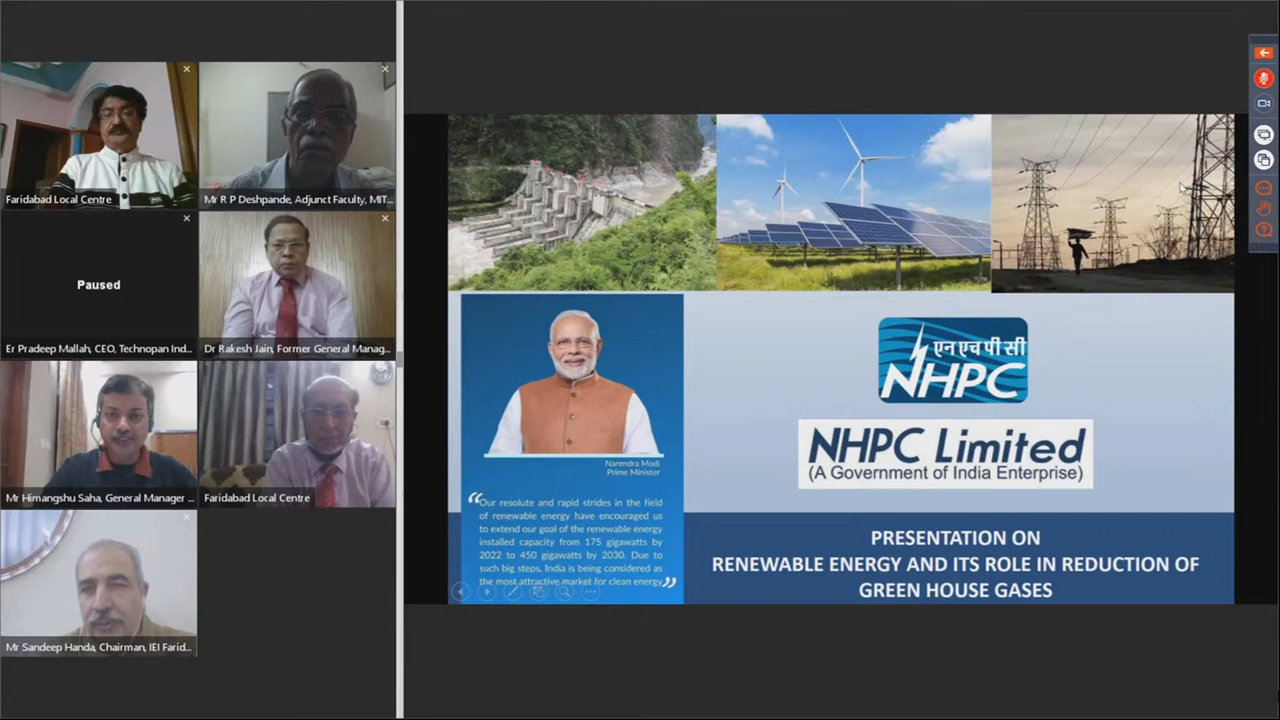 Faridabad Local Centre
Mr R P Deshpande, Adjunct Faculty, MIT...
Paused
Er Pradeep Mallah, CEO, Technopan Ind...
Dr Rakesh Jain, Former General Manag...
Mr Himangshu Saha, General Manager ...
Faridabad Local Centre
Mr Sandeep Handa, Chairman, IEI Farid...
एन एच पी सी
NHPC
NHPC Limited
(A Government of India Enterprise)
Narendra Modi
Prime Minister
“Our resolute and rapid strides in the field
of renewable energy have encouraged us
to extend our goal of the renewable energy
installed capacity from 175 gigawatts by
2022 to 450 gigawatts by 2030. Due to
such big steps, India is being considered as
the most attractive market for clean energy”
PRESENTATION ON
RENEWABLE ENERGY AND ITS ROLE IN REDUCTION OF
GREEN HOUSE GASES